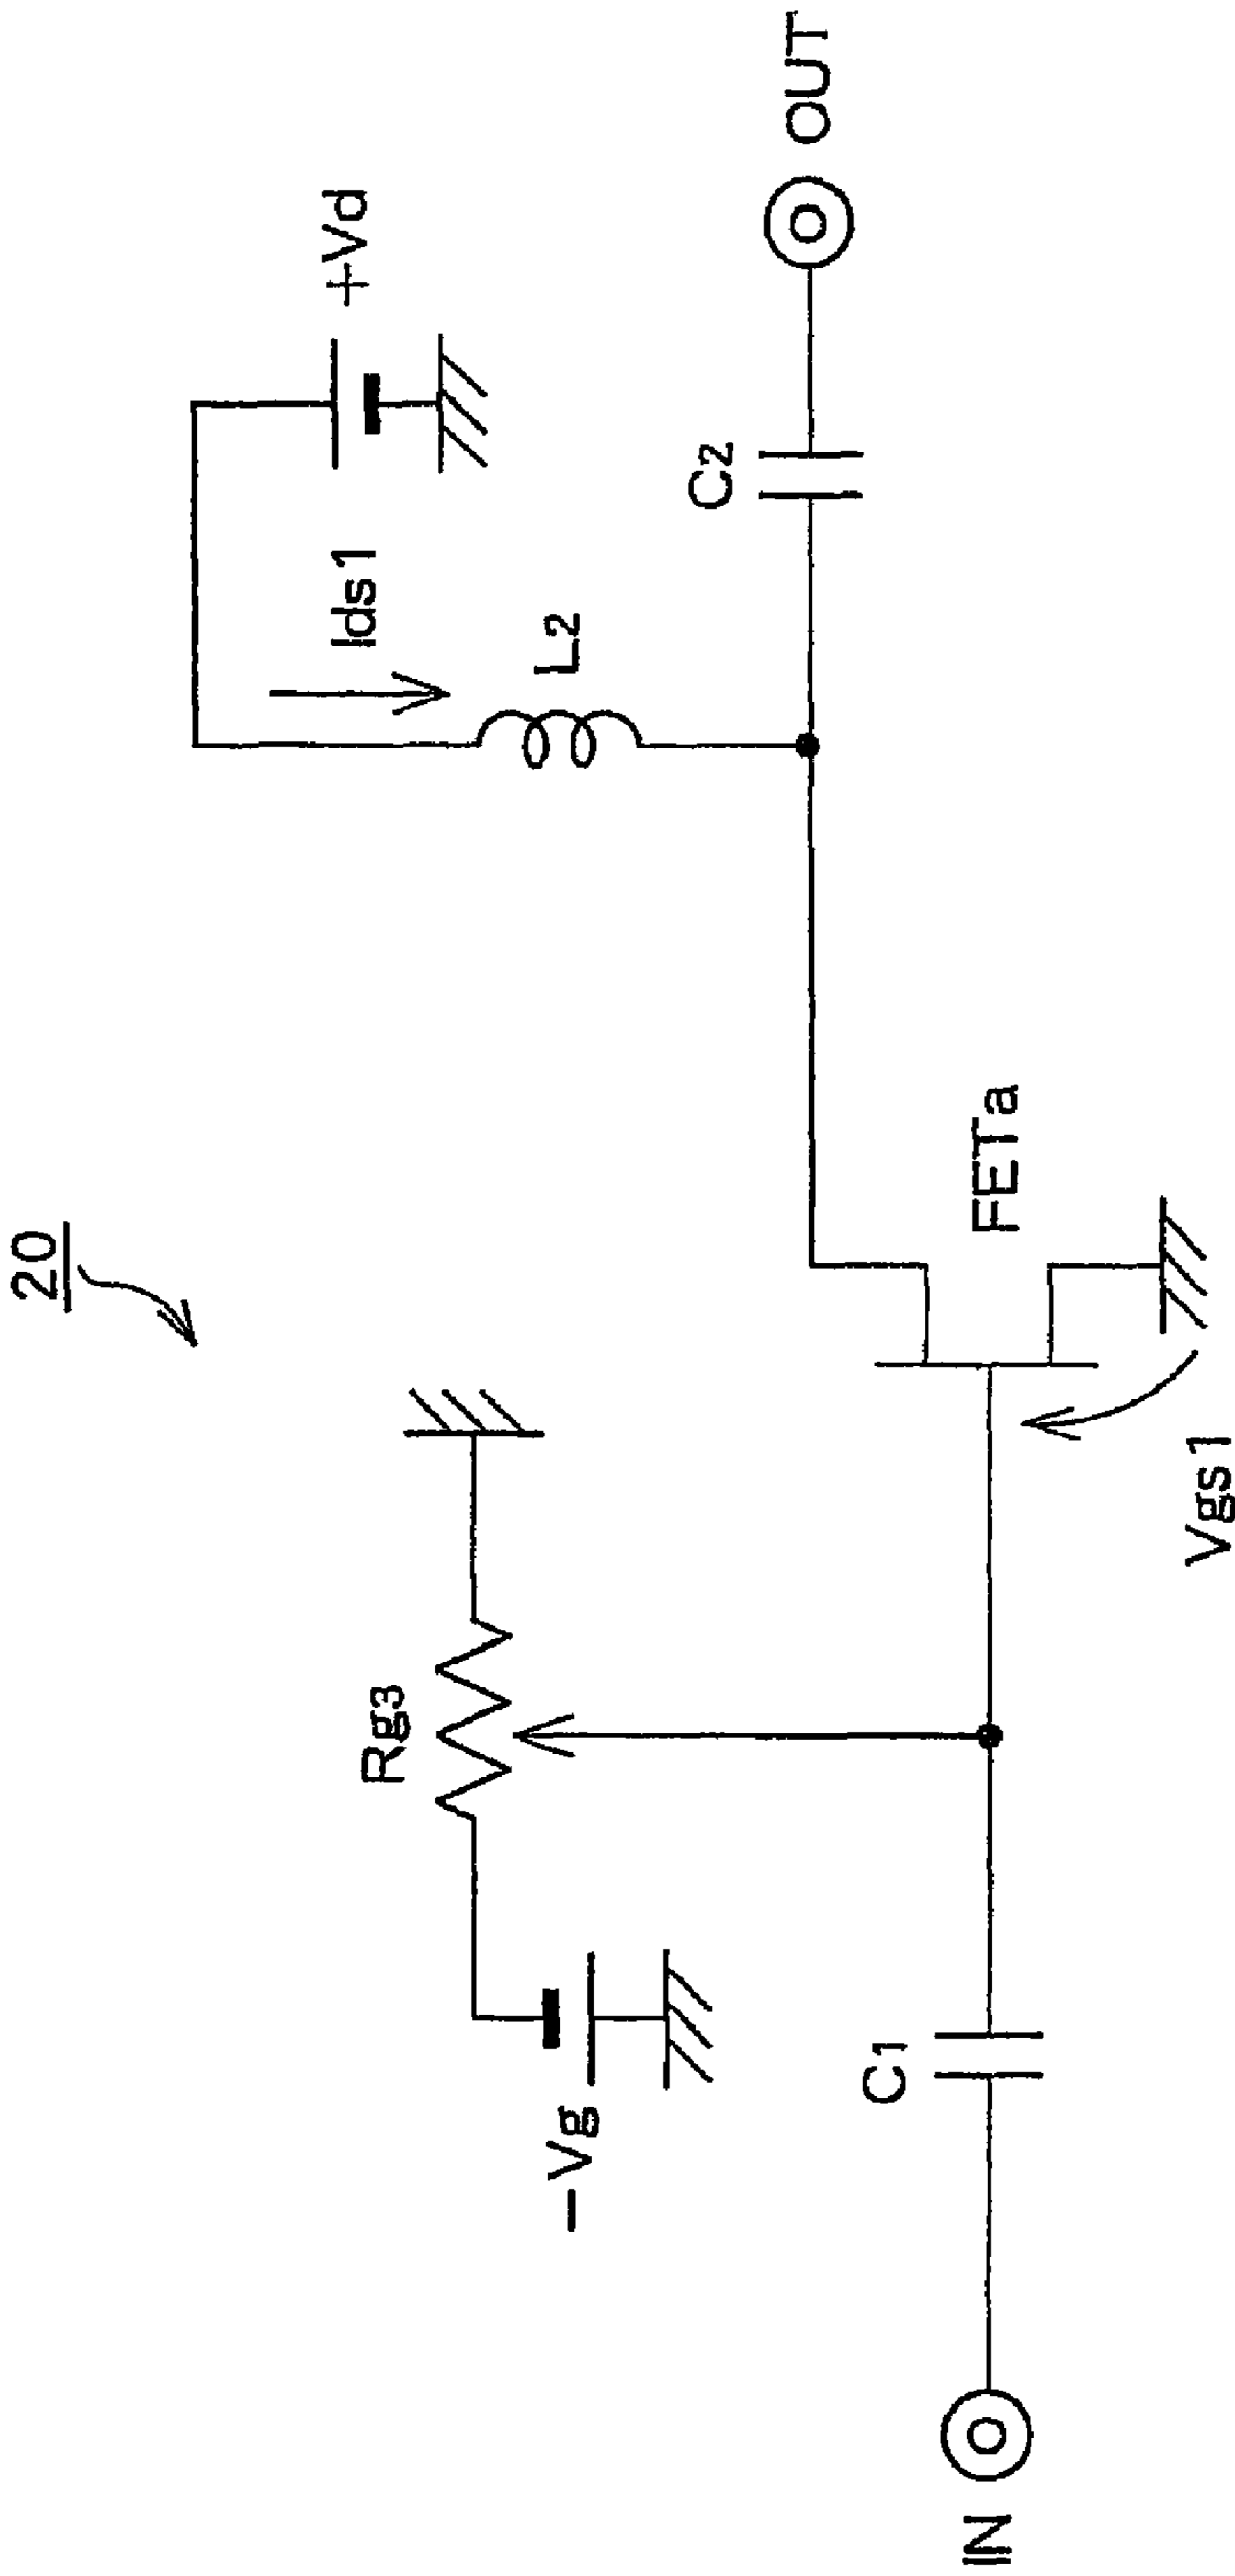 20
+Vd
Ids1
L2
OUT
C2
Rg3
-Vg
FETa
C1
Vgs1
IN